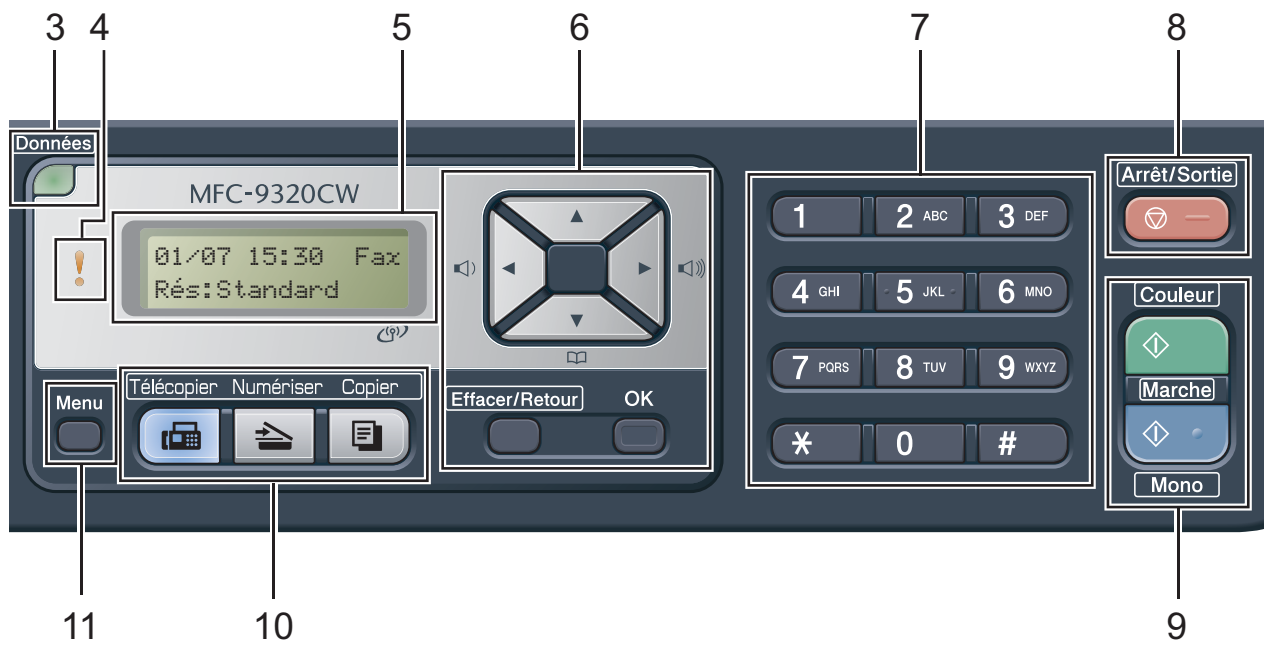 3 4 5 6 7 8
Données
MFC-9320CW
01/07 15:30 Fax
Rés:Standard
Menu
Télécopier Numériser Copier
Effacer/Retour OK
1 2 ABC 3 DEF
4 GHI 5 JKL 6 MNO
7 PQRS 8 TUV 9 WXYZ
* 0 #
Arrêt/Sortie
Couleur
Marche
Mono
11 10 9